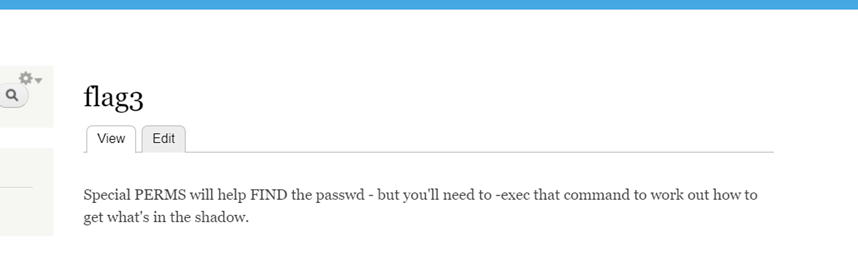 flag3
View Edit
Special PERMS will help FIND the passwd - but you'll need to -exec that command to work out how to
get what's in the shadow.